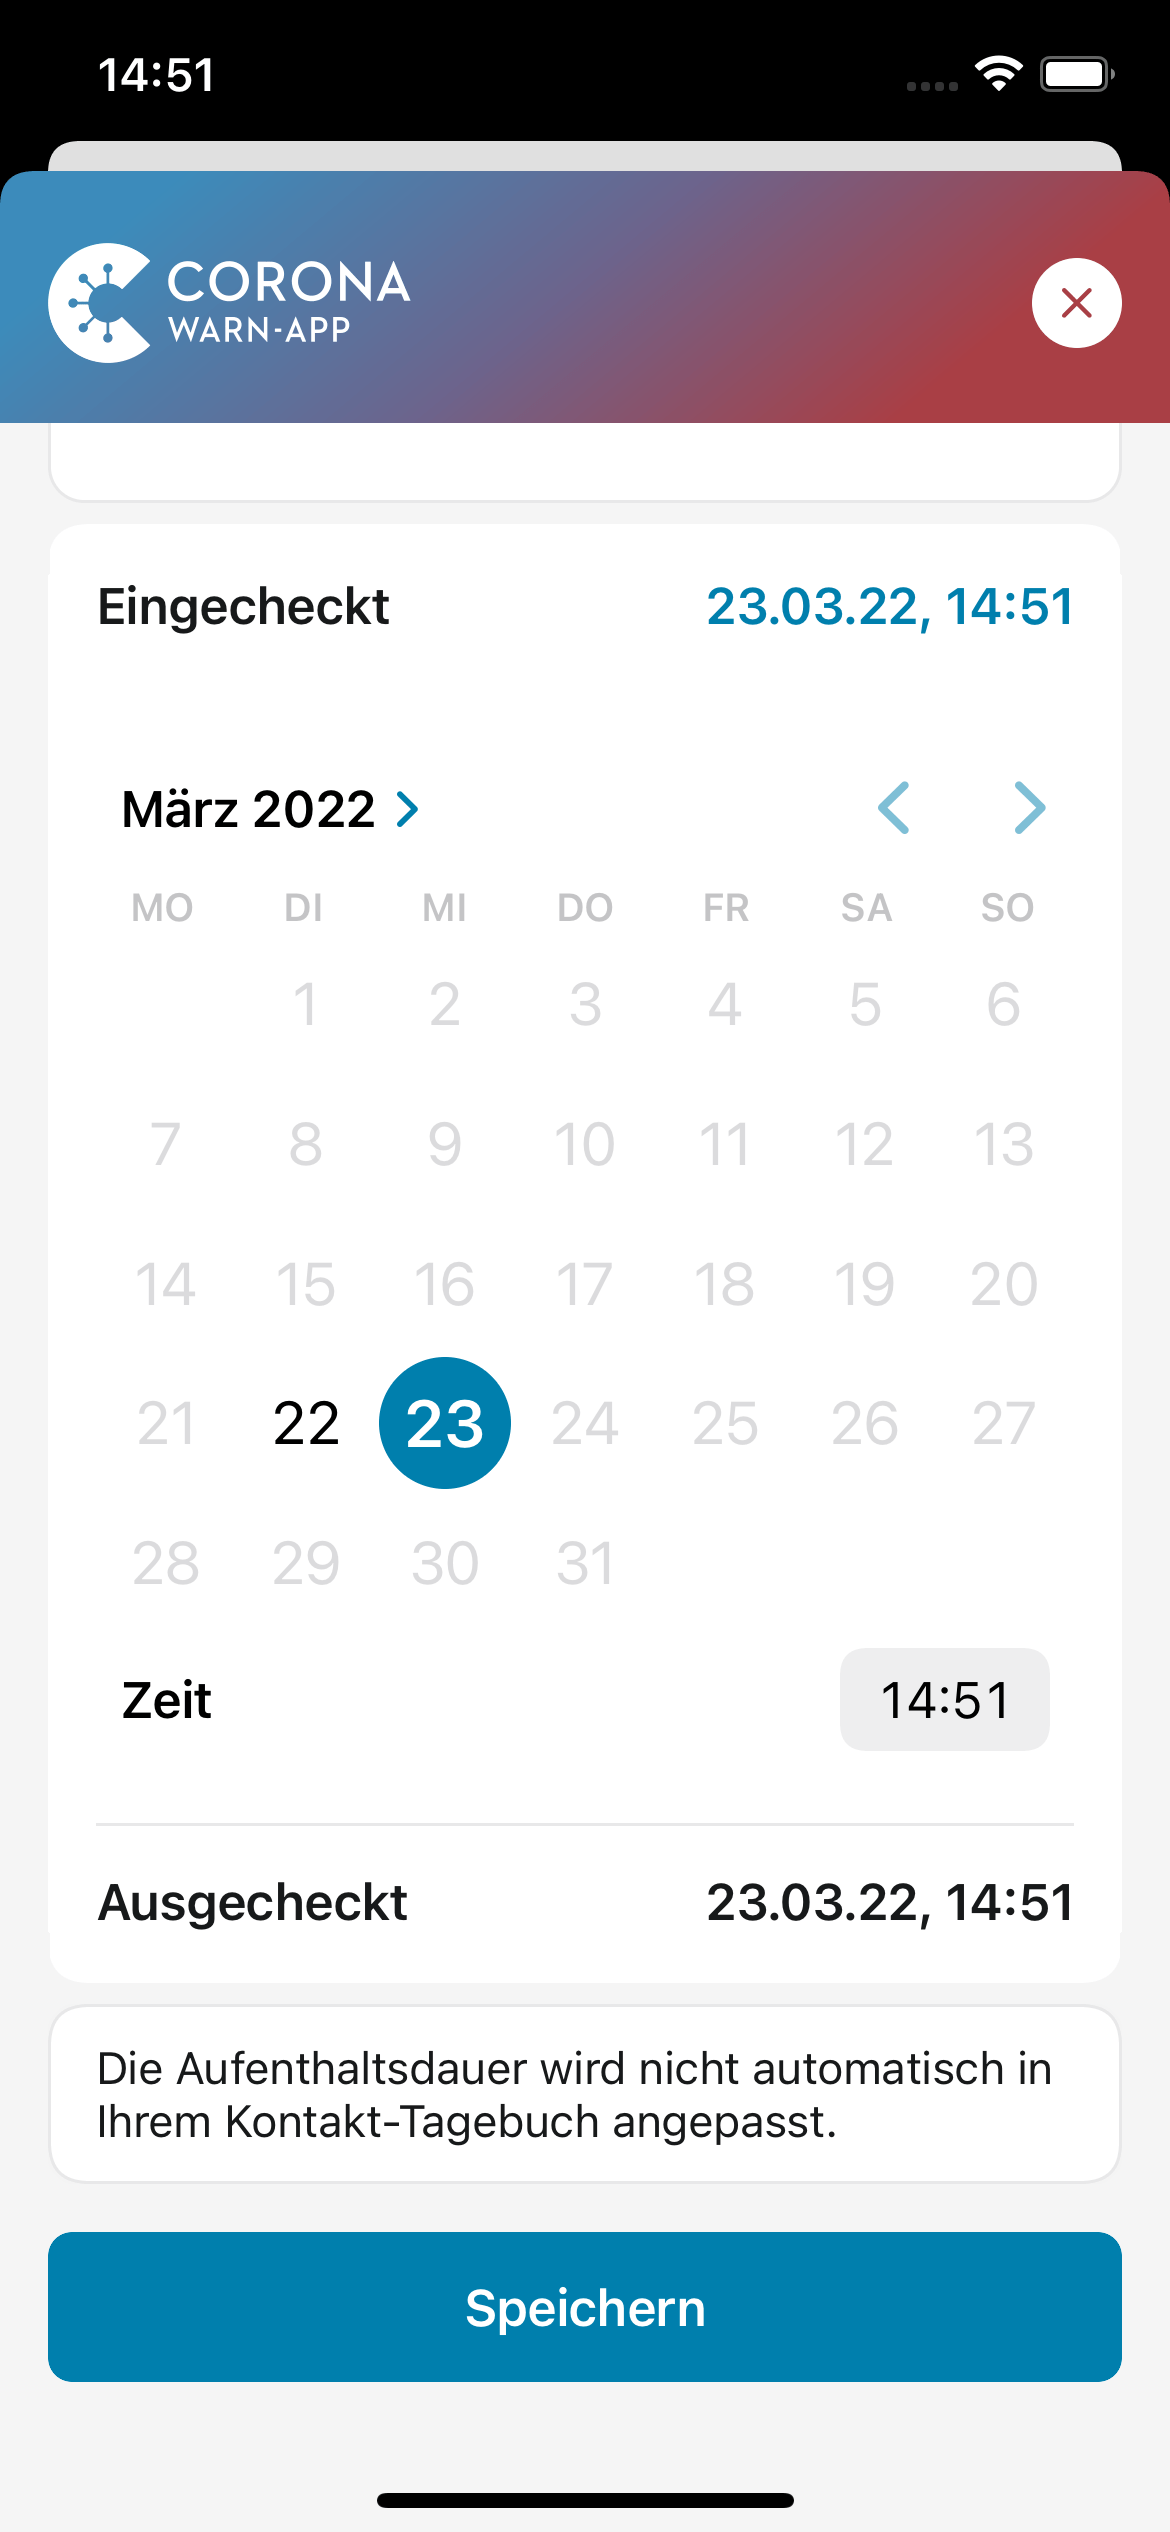 14:51
CORONA
WARN-APP
Eingecheckt 23.03.22, 14:51
März 2022
MO DI MI DO FR SA SO
1 2 3 4 5 6
7 8 9 10 11 12 13
14 15 16 17 18 19 20
21 22 23 24 25 26 27
28 29 30 31
Zeit 14:51
Ausgecheckt 23.03.22, 14:51
Die Aufenthaltsdauer wird nicht automatisch in
Ihrem Kontakt-Tagebuch angepasst.
Speichern